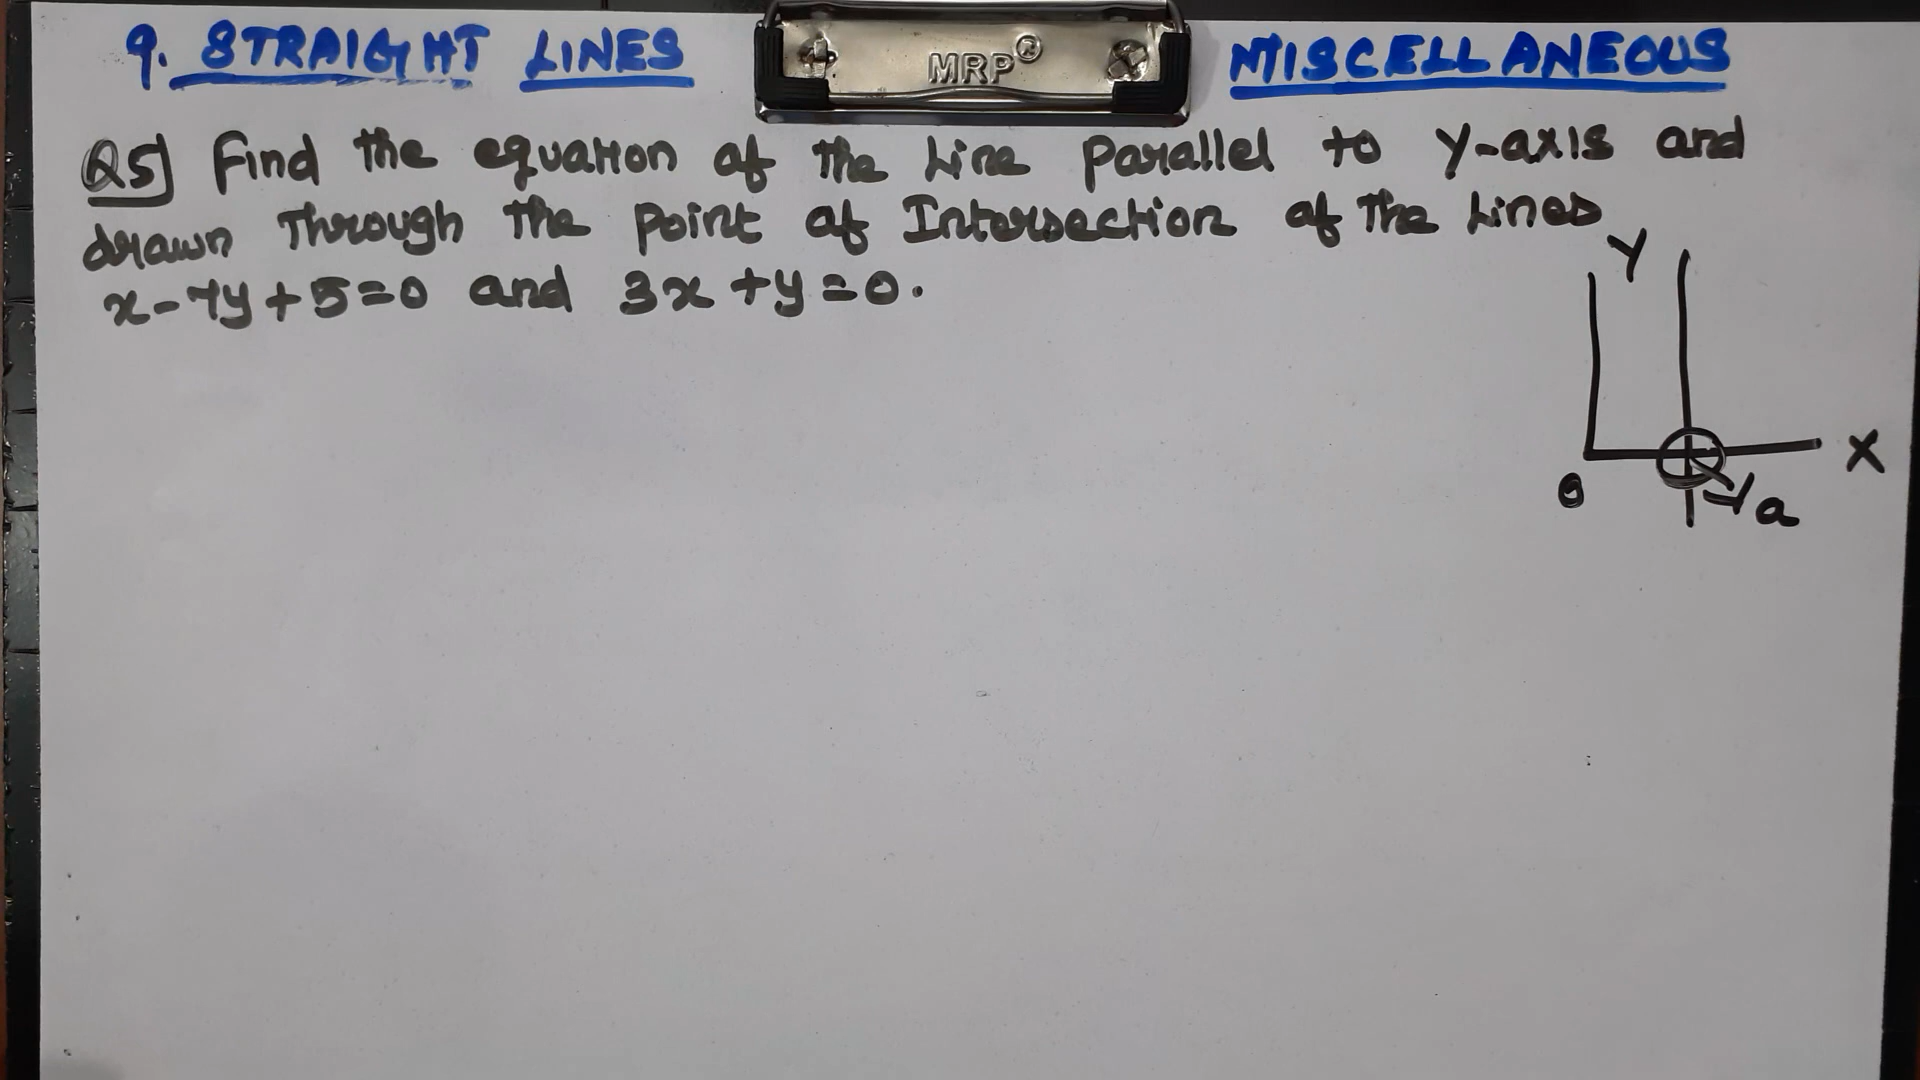 9. STRAIGHT LINES
MRP®
MISCELLANEOUS
Q5] Find the equation of the Line parallel to Y-axis and
drawn Through The point of Intersection of The Lines
x-7y+5=0 and 3x+y=0.
Y
X
0
a